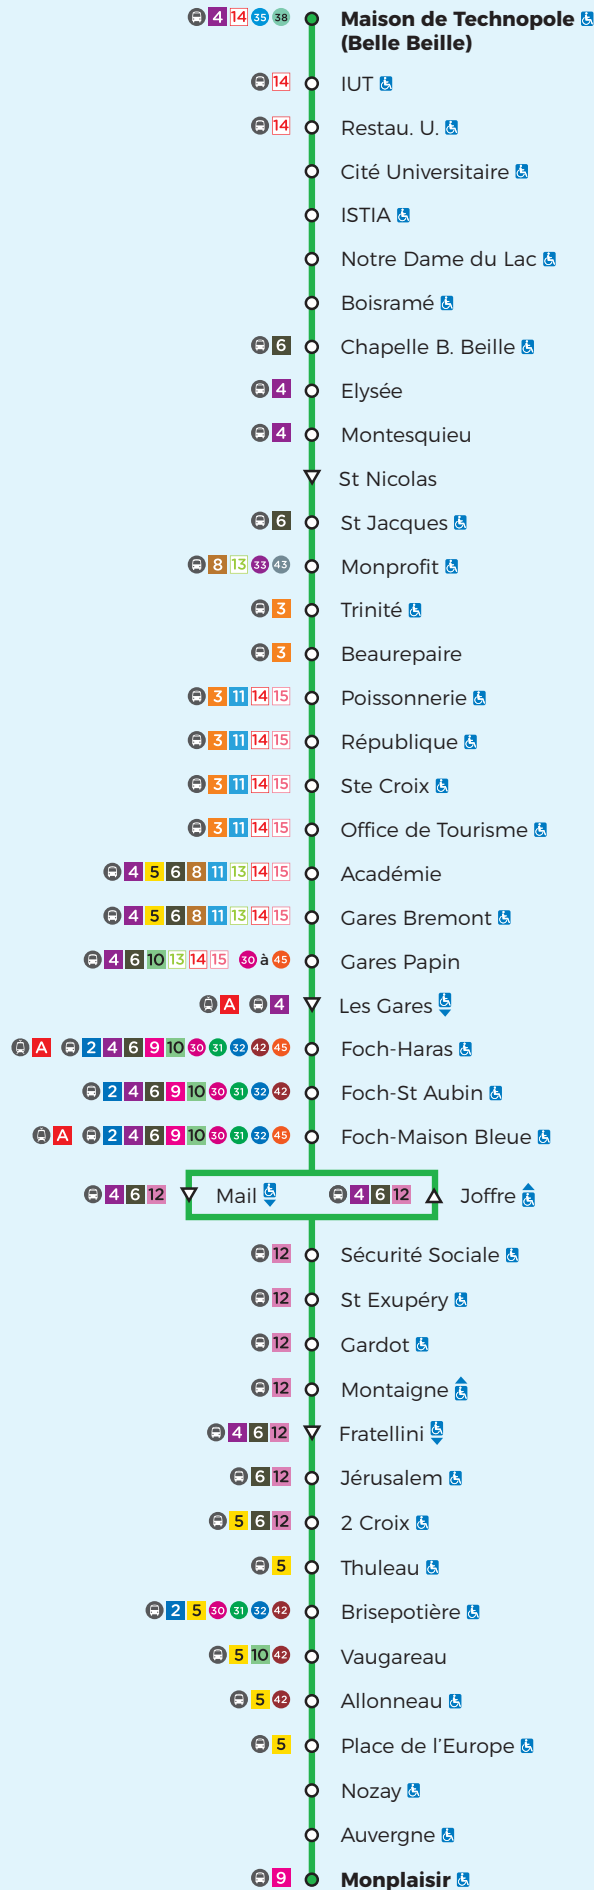 4 14 35 38 Maison de Technopole
(Belle Beille)
14 IUT
14 Restau. U.
Cité Universitaire
ISTIA
Notre Dame du Lac
Boisramé
6 Chapelle B. Beille
4 Elysée
4 Montesquieu
St Nicolas
6 St Jacques
8 13 33 43 Monprofit
3 Trinité
3 Beaurepaire
3 11 14 15 Poissonnerie
3 11 14 15 République
3 11 14 15 Ste Croix
3 11 14 15 Office de Tourisme
4 5 6 8 11 13 14 15 Académie
4 5 6 8 11 13 14 15 Gares Bremont
4 6 10 13 14 15 30 à 45 Gares Papin
A 4 Les Gares
A 2 4 6 9 10 30 31 32 42 45 Foch-Haras
2 4 6 9 10 30 31 32 42 Foch-St Aubin
A 2 4 6 9 10 30 31 32 45 Foch-Maison Bleue
4 6 12 Mail 4 6 12 Joffre
12 Sécurité Sociale
12 St Exupéry
12 Gardot
12 Montaigne
4 6 12 Fratellini
6 12 Jérusalem
5 6 12 2 Croix
5 Thuleau
2 5 30 31 32 42 Brisepotière
5 10 42 Vaugareau
5 42 Allonneau
5 Place de l'Europe
Nozay
Auvergne
9 Monplaisir